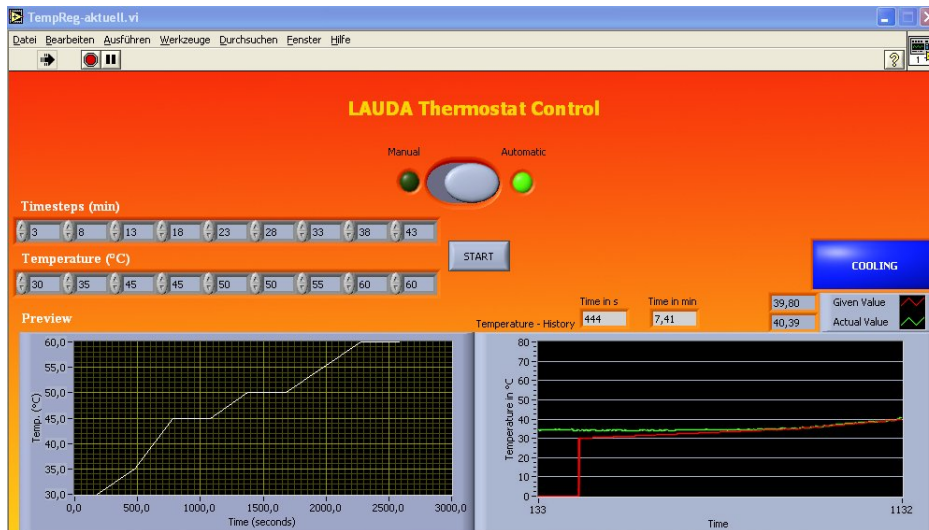 TempReg-aktuell.vi
Datei Bearbeiten Ausführen Werkzeuge Durchsuchen Fenster Hilfe
?
1
LAUDA Thermostat Control
Manual Automatic
Timesteps (min)
3 8 13 18 23 28 33 38 43
START
Temperature (°C)
30 35 45 45 50 50 55 60 60
COOLING
Preview
Temperature - History
Time in s
444
Time in min
7,41
39,80 Given Value
40,39 Actual Value
60,0
55,0
50,0
45,0
40,0
35,0
30,0
Temp. (°C)
0,0 500,0 1000,0 1500,0 2000,0 2500,0 3000,0
Time (seconds)
80
70
60
50
40
30
20
10
0
Temperature in °C
133 1132
Time